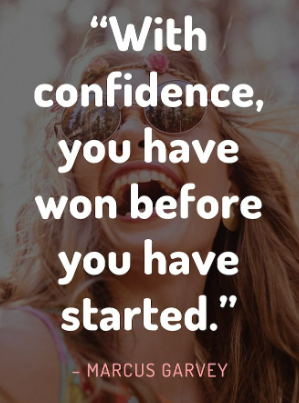 “With
confidence,
you have
won before
you have
started.”
– MARCUS GARVEY